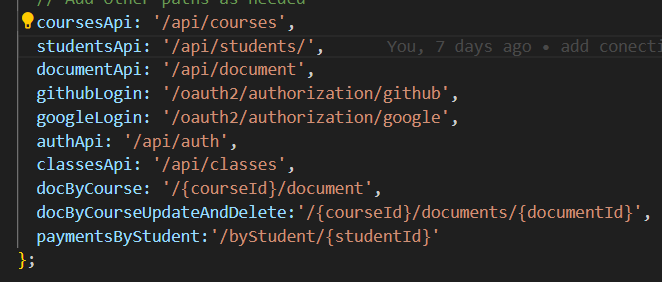 // Add other paths as needed
coursesApi: '/api/courses',
studentsApi: '/api/students/', You, 7 days ago • add conecti
documentApi: '/api/document',
githubLogin: '/oauth2/authorization/github',
googleLogin: '/oauth2/authorization/google',
authApi: '/api/auth',
classesApi: '/api/classes',
docByCourse: '/{courseId}/document',
docByCourseUpdateAndDelete:'/{courseId}/documents/{documentId}',
paymentsByStudent:'/byStudent/{studentId}'
};